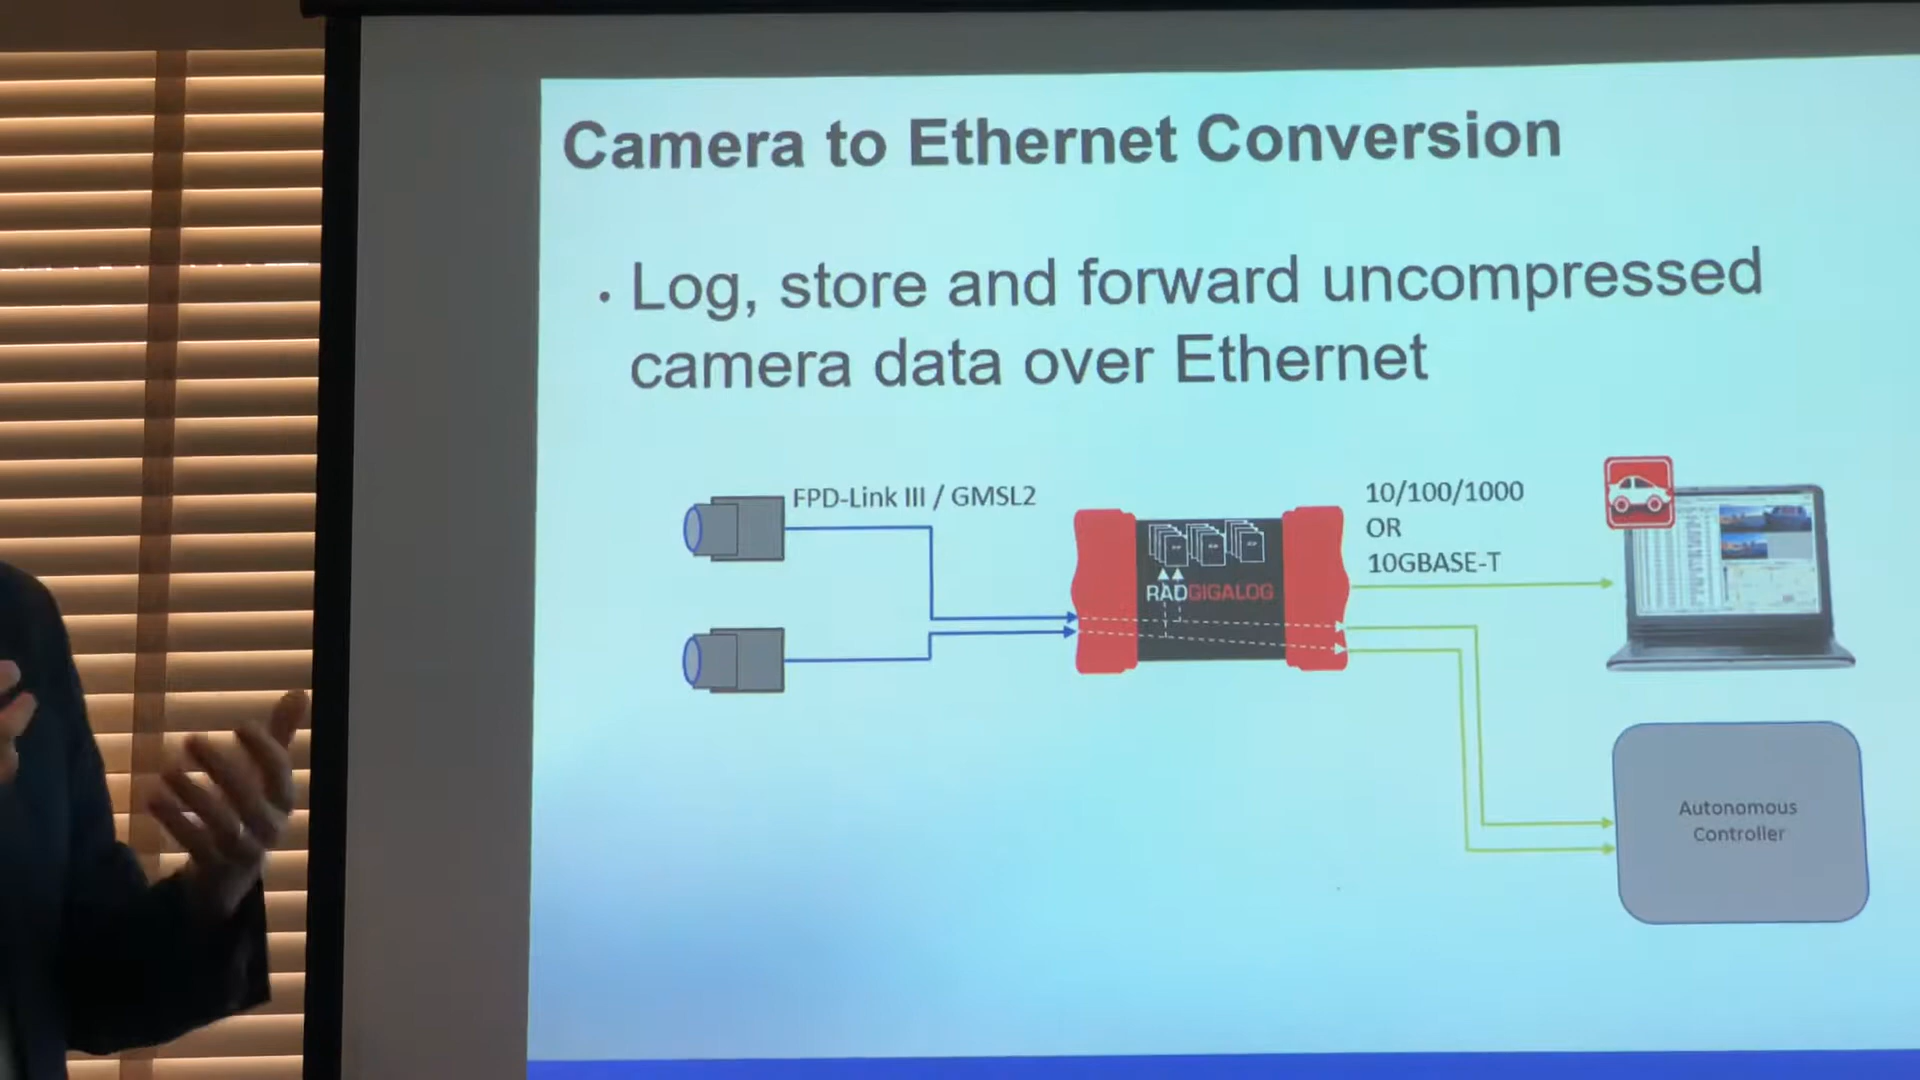 Camera to Ethernet Conversion
• Log, store and forward uncompressed
camera data over Ethernet
FPD-Link III / GMSL2
10/100/1000
OR
10GBASE-T
RADGIGALOG
Autonomous
Controller